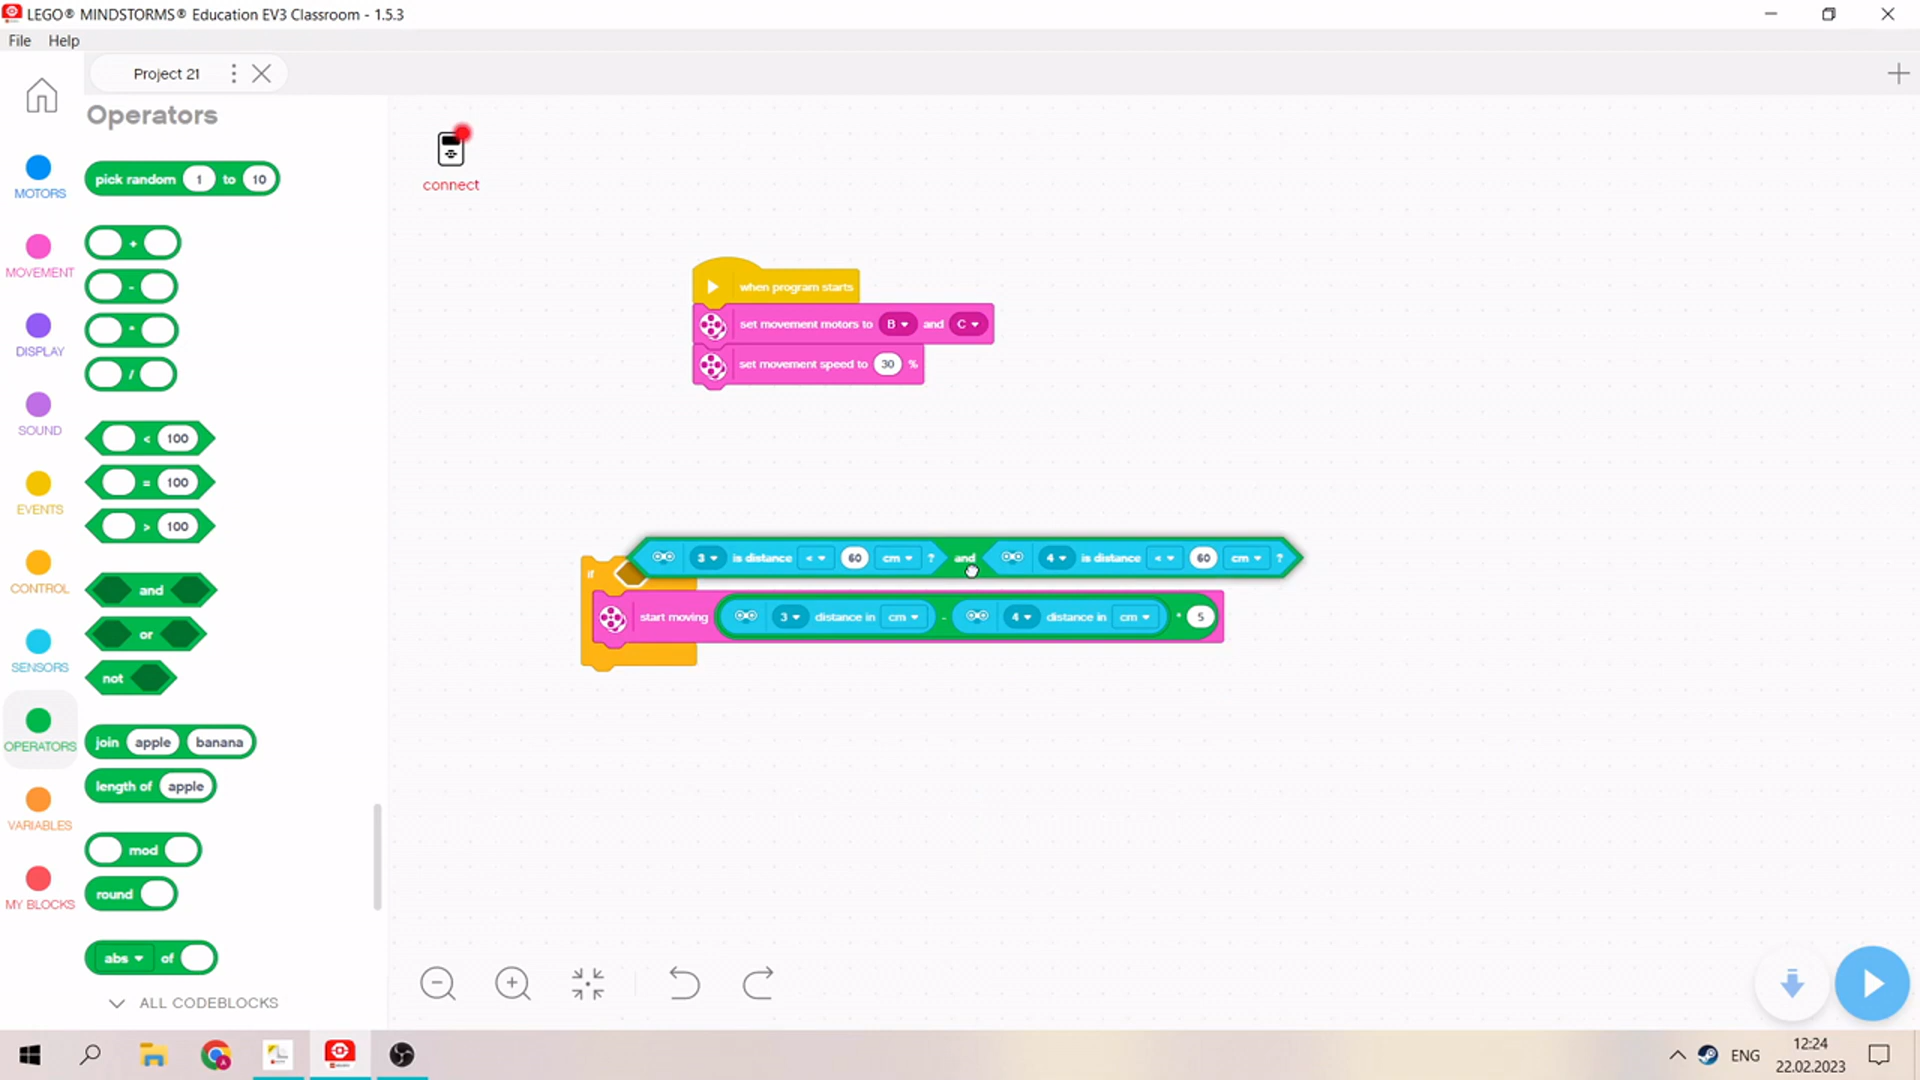 LEGO® MINDSTORMS® Education EV3 Classroom - 1.5.3
File Help
Project 21
Operators
connect
MOTORS
MOVEMENT
DISPLAY
SOUND
EVENTS
CONTROL
SENSORS
OPERATORS
VARIABLES
MY BLOCKS
pick random 1 to 10
+
-
*
/
< 100
= 100
> 100
and
or
not
join apple banana
length of apple
mod
round
abs of
ALL CODEBLOCKS
when program starts
set movement motors to B and C
set movement speed to 30 %
3 is distance < 60 cm ? and 4 is distance < 60 cm ?
if
start moving 3 distance in cm - 4 distance in cm * 5
ENG
12:24
22.02.2023